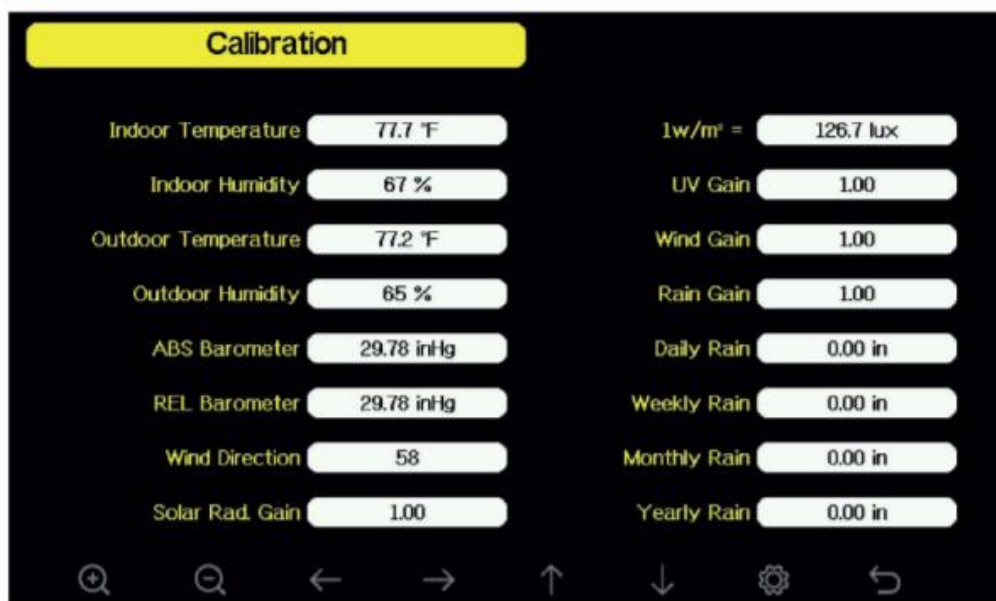 Calibration
Indoor Temperature 77.7 °F
Indoor Humidity 67 %
Outdoor Temperature 77.2 °F
Outdoor Humidity 65 %
ABS Barometer 29.78 inHg
REL Barometer 29.78 inHg
Wind Direction 58
Solar Rad. Gain 1.00
1w/m² = 126.7 lux
UV Gain 1.00
Wind Gain 1.00
Rain Gain 1.00
Daily Rain 0.00 in
Weekly Rain 0.00 in
Monthly Rain 0.00 in
Yearly Rain 0.00 in